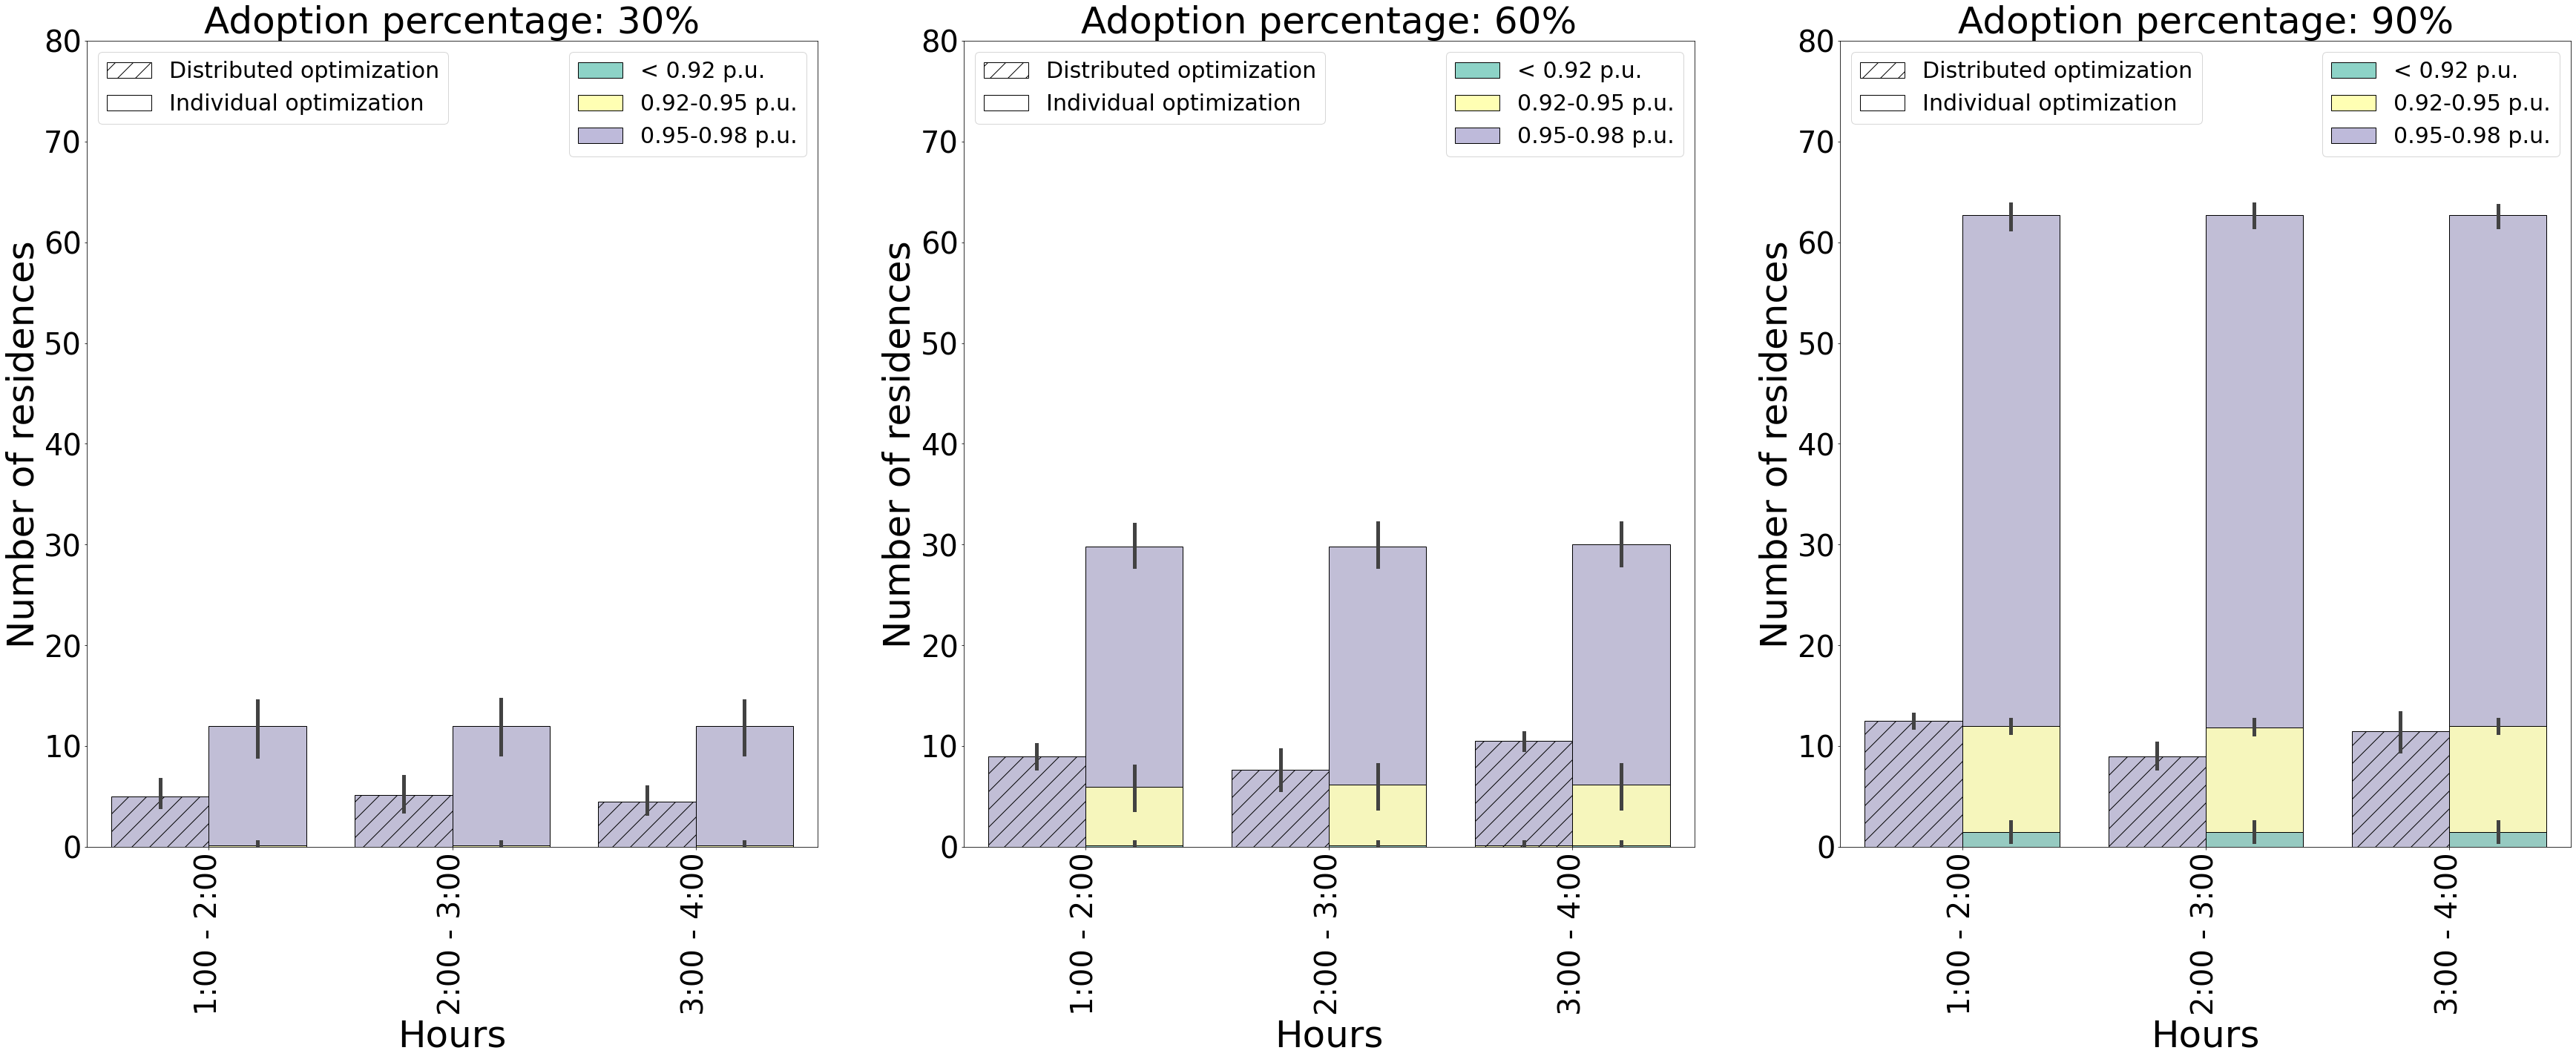 Adoption percentage: 30%
80
70
60
50
40
30
20
10
0
Number of residences
Distributed optimization
Individual optimization
< 0.92 p.u.
0.92-0.95 p.u.
0.95-0.98 p.u.
1:00 - 2:00
2:00 - 3:00
3:00 - 4:00
Hours
Adoption percentage: 60%
80
70
60
50
40
30
20
10
0
Number of residences
Distributed optimization
Individual optimization
< 0.92 p.u.
0.92-0.95 p.u.
0.95-0.98 p.u.
1:00 - 2:00
2:00 - 3:00
3:00 - 4:00
Hours
Adoption percentage: 90%
80
70
60
50
40
30
20
10
0
Number of residences
Distributed optimization
Individual optimization
< 0.92 p.u.
0.92-0.95 p.u.
0.95-0.98 p.u.
1:00 - 2:00
2:00 - 3:00
3:00 - 4:00
Hours